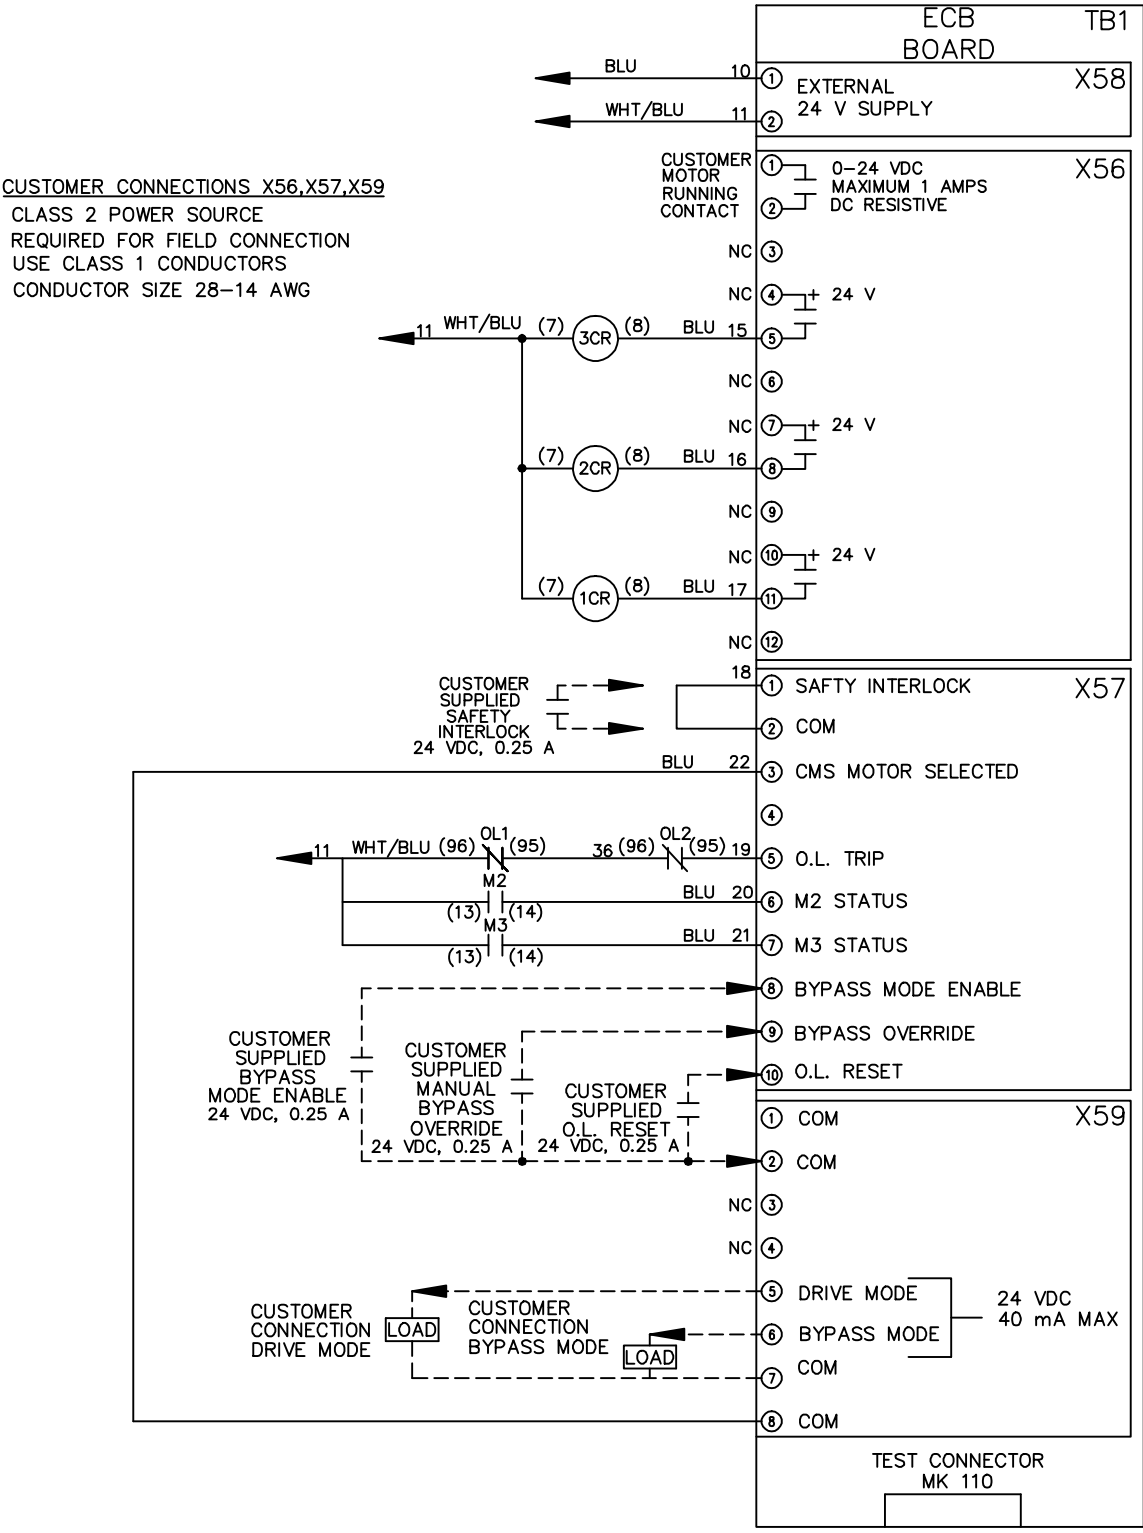 ECB
BOARD
TB1
X58
BLU 10 1 EXTERNAL
24 V SUPPLY
WHT/BLU 11 2
CUSTOMER CONNECTIONS X56,X57,X59
CLASS 2 POWER SOURCE
REQUIRED FOR FIELD CONNECTION
USE CLASS 1 CONDUCTORS
CONDUCTOR SIZE 28-14 AWG
X56
CUSTOMER
MOTOR
RUNNING
CONTACT
1
2
0-24 VDC
MAXIMUM 1 AMPS
DC RESISTIVE
NC 3
NC 4 + 24 V
11 WHT/BLU (7) 3CR (8) BLU 15 5
NC 6
NC 7 + 24 V
(7) 2CR (8) BLU 16 8
NC 9
NC 10 + 24 V
(7) 1CR (8) BLU 17 11
NC 12
X57
CUSTOMER
SUPPLIED
SAFETY
INTERLOCK
24 VDC, 0.25 A
18 1 SAFTY INTERLOCK
2 COM
BLU 22 3 CMS MOTOR SELECTED
4
11 WHT/BLU (96) OL1 (95) 36 (96) OL2 (95) 19 5 O.L. TRIP
M2
(13) (14) BLU 20 6 M2 STATUS
M3
(13) (14) BLU 21 7 M3 STATUS
8 BYPASS MODE ENABLE
9 BYPASS OVERRIDE
10 O.L. RESET
CUSTOMER
SUPPLIED
BYPASS
MODE ENABLE
24 VDC, 0.25 A
CUSTOMER
SUPPLIED
MANUAL
BYPASS
OVERRIDE
24 VDC, 0.25 A
CUSTOMER
SUPPLIED
O.L. RESET
24 VDC, 0.25 A
X59
1 COM
2 COM
NC 3
NC 4
5 DRIVE MODE
6 BYPASS MODE
24 VDC
40 mA MAX
7 COM
8 COM
CUSTOMER
CONNECTION
DRIVE MODE
LOAD
CUSTOMER
CONNECTION
BYPASS MODE
LOAD
TEST CONNECTOR
MK 110